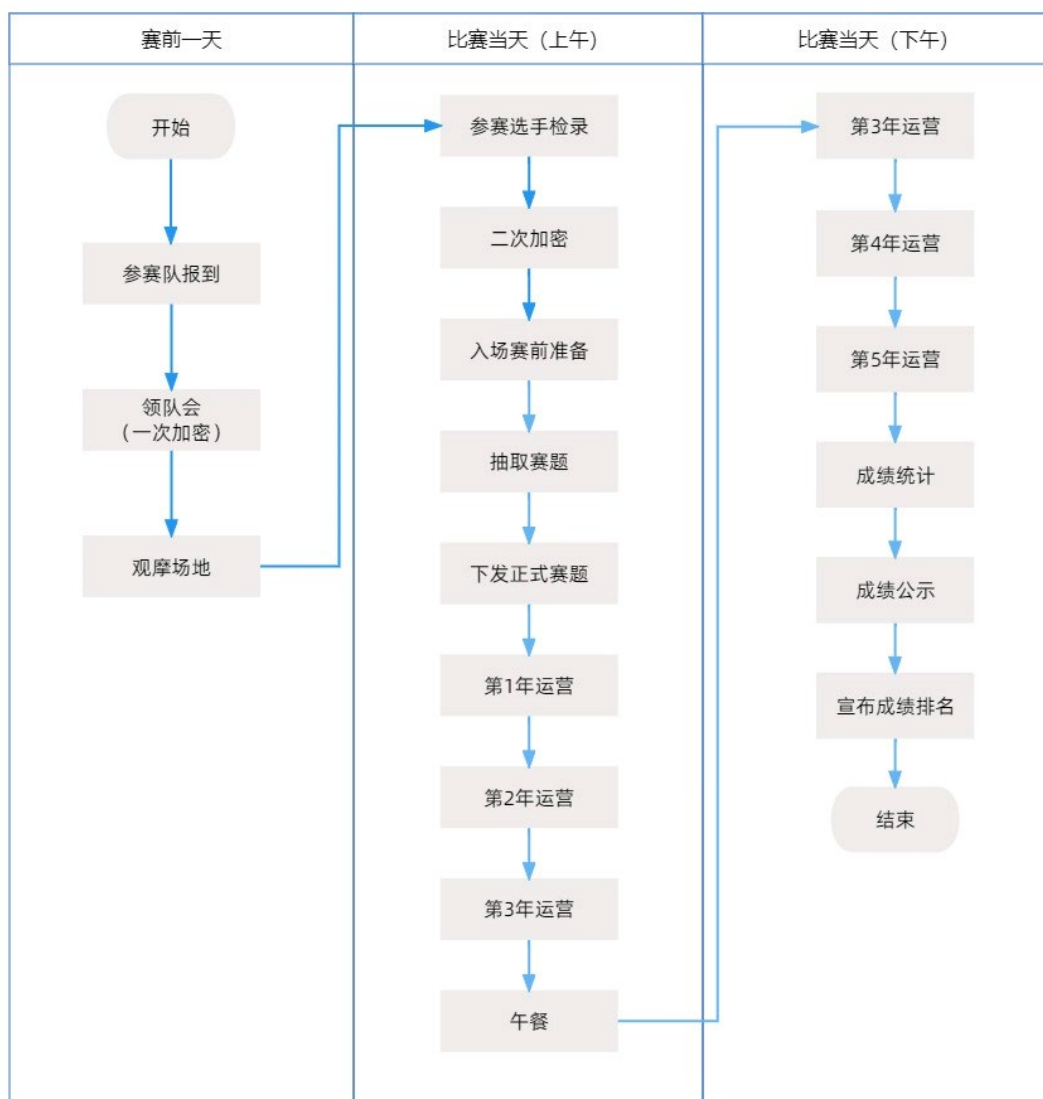 赛前一天
开始
参赛队报到
领队会
（一次加密）
观摩场地
比赛当天（上午）
参赛选手检录
二次加密
入场赛前准备
抽取赛题
下发正式赛题
第1年运营
第2年运营
第3年运营
午餐
比赛当天（下午）
第3年运营
第4年运营
第5年运营
成绩统计
成绩公示
宣布成绩排名
结束